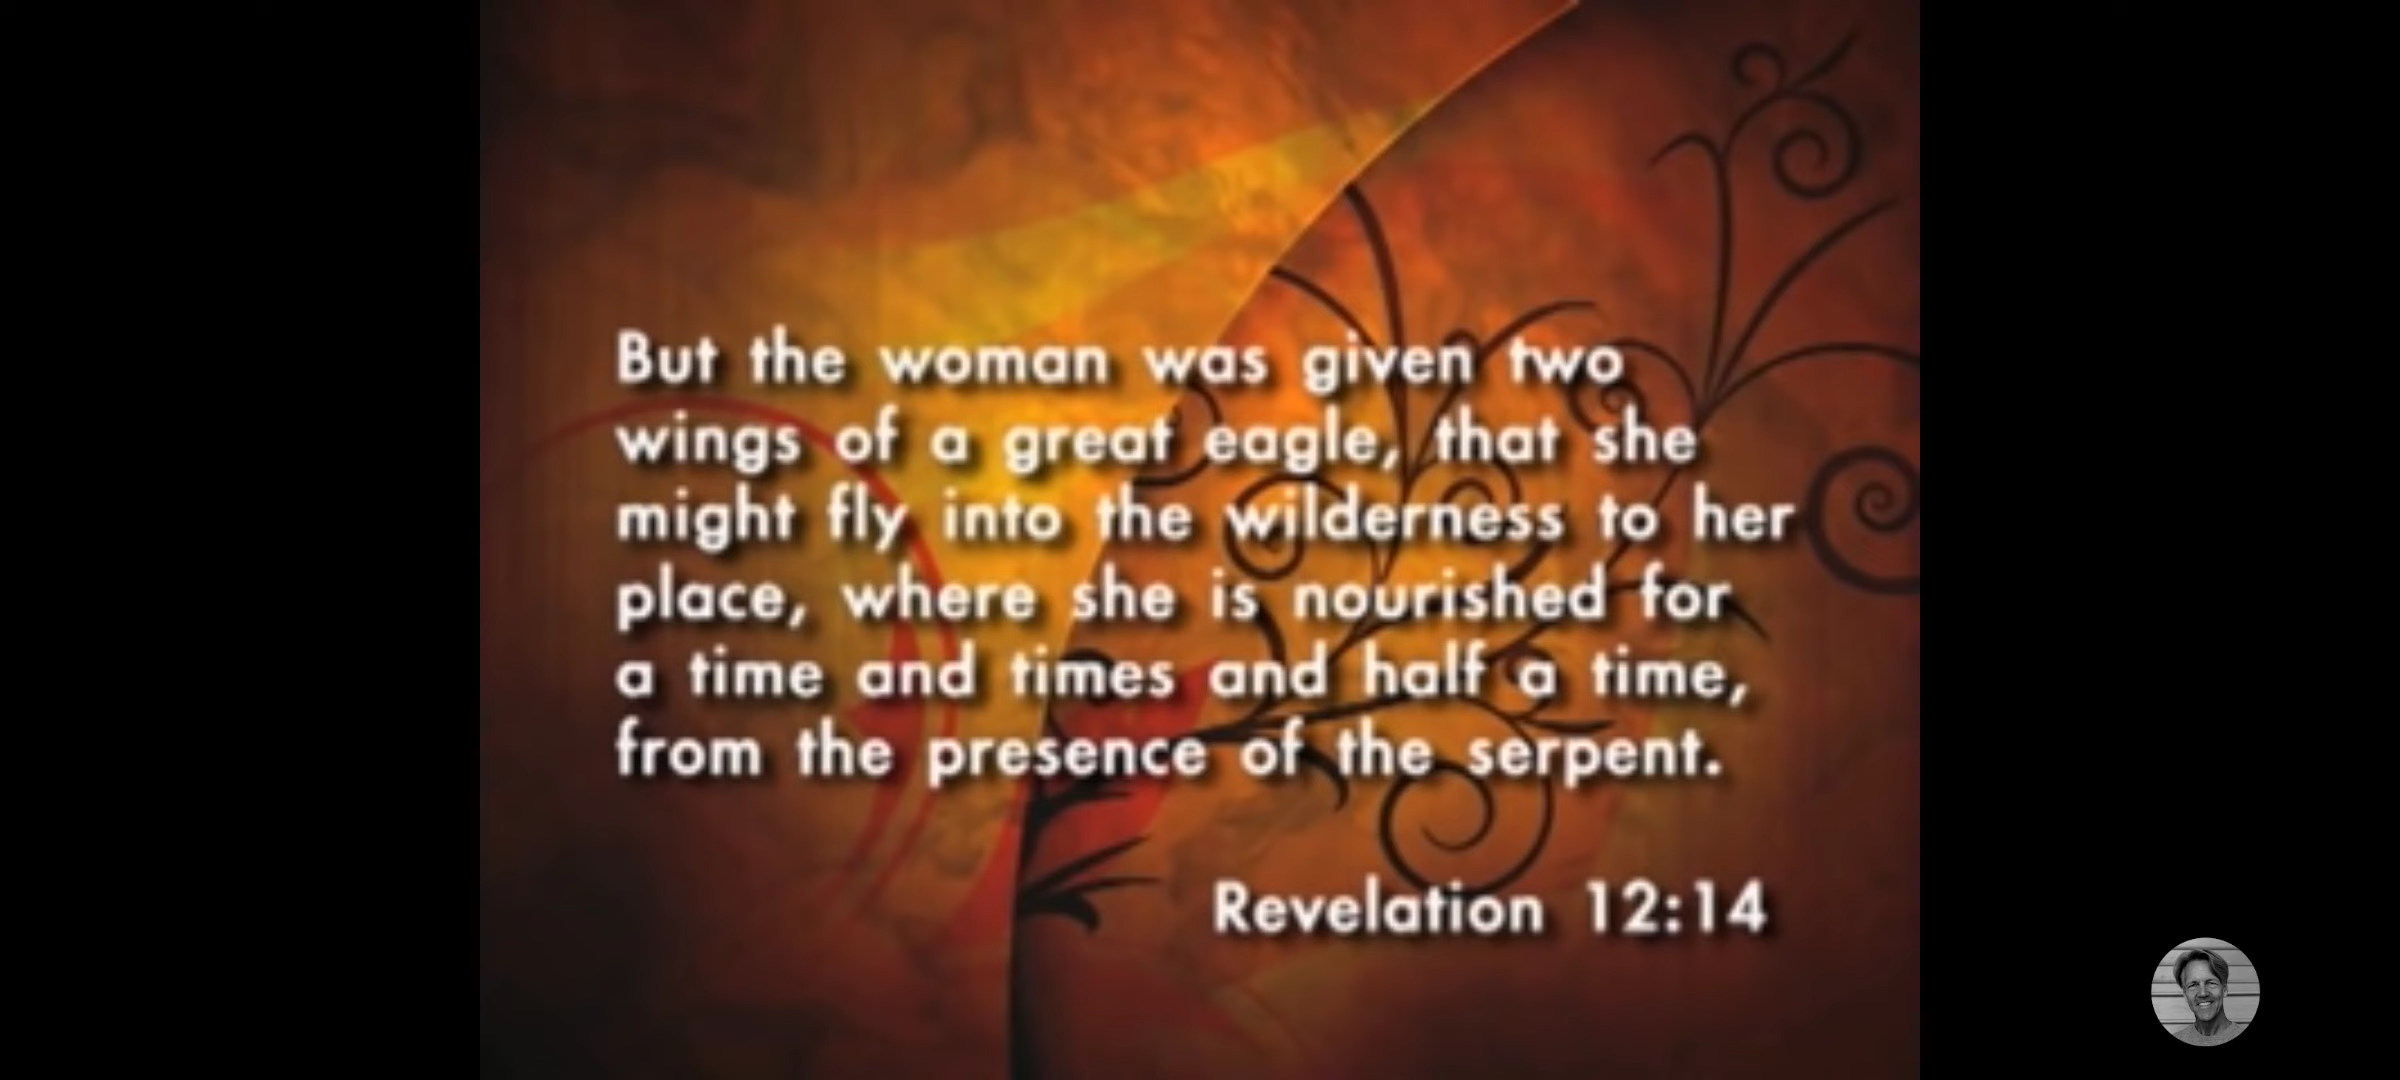 But the woman was given two
wings of a great eagle, that she
might fly into the wilderness to her
place, where she is nourished for
a time and times and half a time,
from the presence of the serpent.
Revelation 12:14